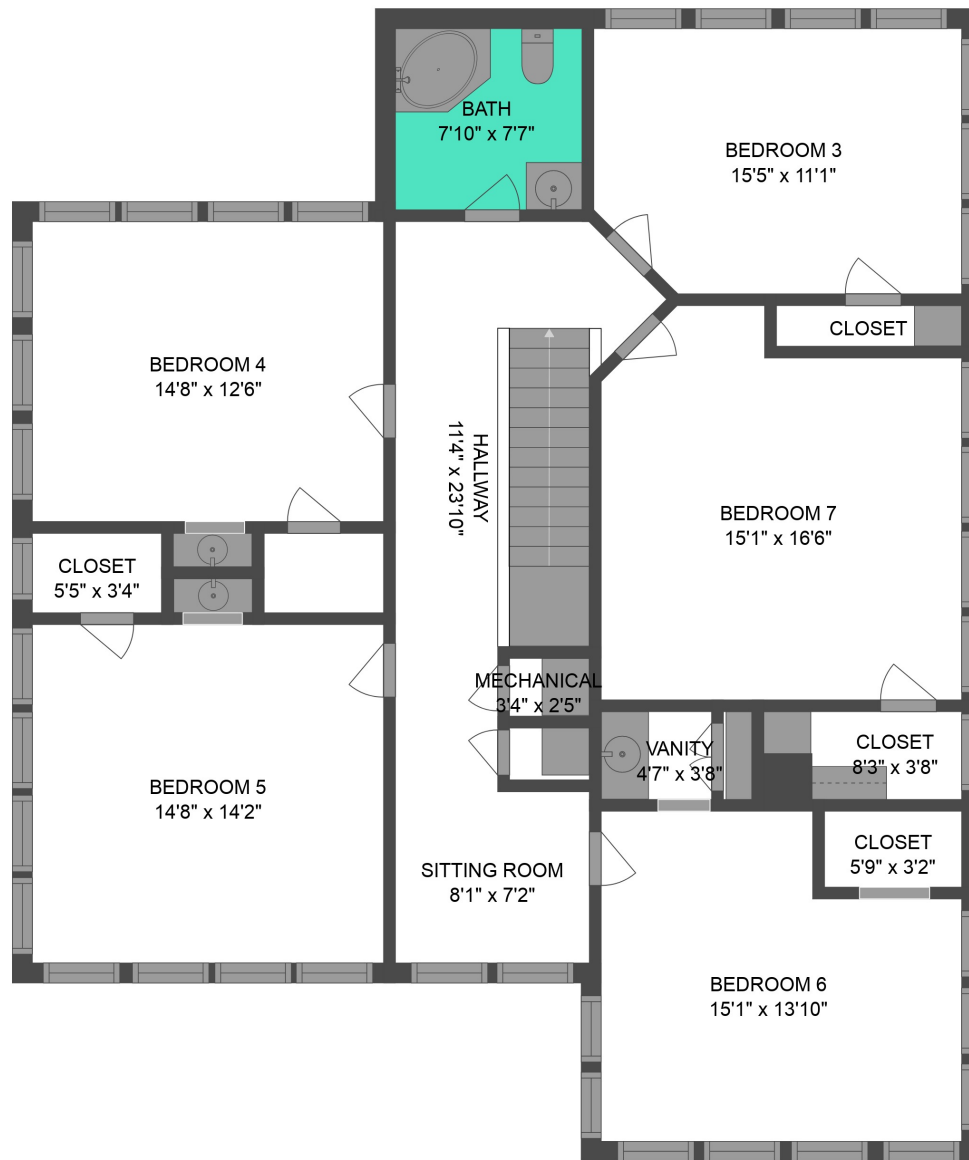 BATH
7'10" x 7'7"
BEDROOM 3
15'5" x 11'1"
CLOSET
BEDROOM 4
14'8" x 12'6"
HALLWAY
11'4" x 23'10"
BEDROOM 7
15'1" x 16'6"
CLOSET
5'5" x 3'4"
MECHANICAL
3'4" x 2'5"
VANITY
4'7" x 3'8"
CLOSET
8'3" x 3'8"
BEDROOM 5
14'8" x 14'2"
SITTING ROOM
8'1" x 7'2"
CLOSET
5'9" x 3'2"
BEDROOM 6
15'1" x 13'10"